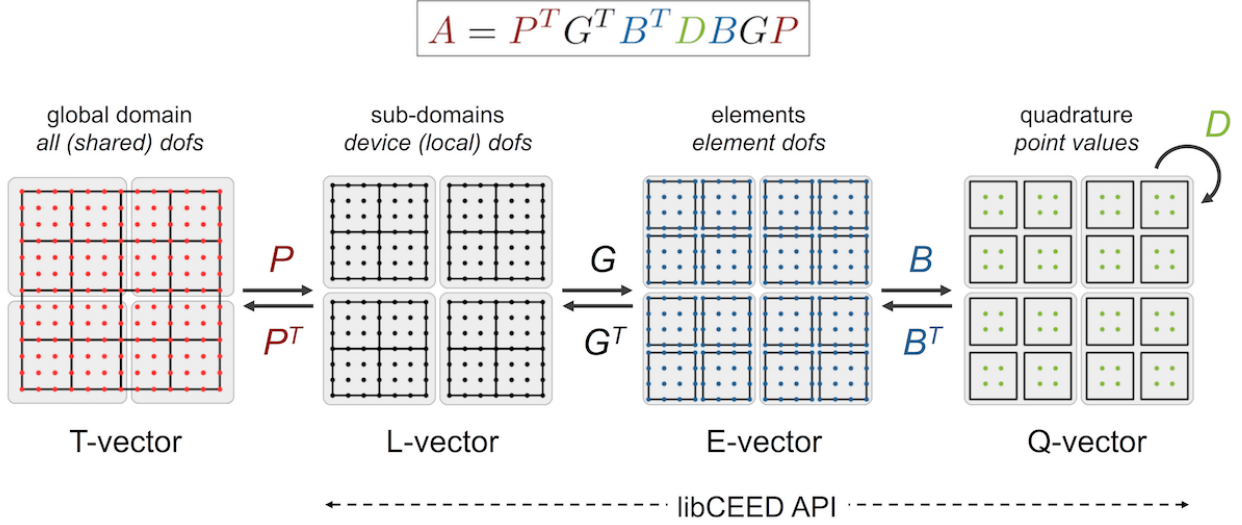 A = P^T G^T B^T D B G P
global domain
all (shared) dofs
sub-domains
device (local) dofs
elements
element dofs
quadrature
point values
D
P
P^T
G
G^T
B
B^T
T-vector
L-vector
E-vector
Q-vector
libCEED API